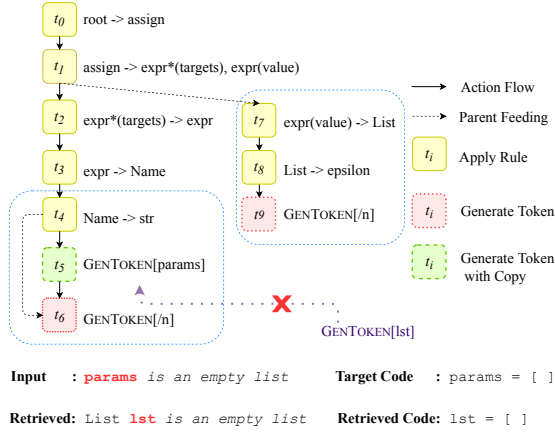 t0 root -> assign
t1 assign -> expr*(targets), expr(value)
t2 expr*(targets) -> expr
t3 expr -> Name
t4 Name -> str
t5 GENTOKEN[params]
t6 GENTOKEN[/n]
t7 expr(value) -> List
t8 List -> epsilon
t9 GENTOKEN[/n]
Action Flow
Parent Feeding
ti Apply Rule
ti Generate Token
ti Generate Token
with Copy
GENTOKEN[lst]
Input : params is an empty list Target Code : params = [ ]
Retrieved: List lst is an empty list Retrieved Code: lst = [ ]